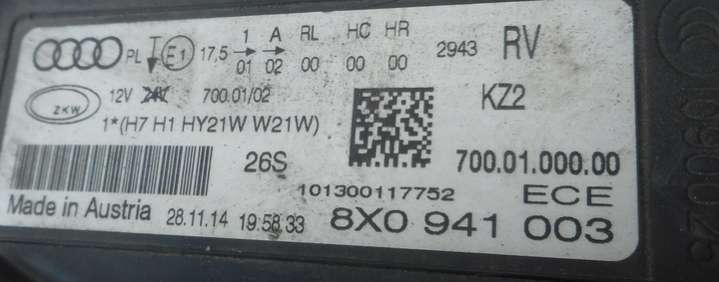 PL E1 17,5 1 A RL HC HR 2943 RV
01 02 00 00 00
ZKW 12V 24V 700.01/02 KZ2
1*(H7 H1 HY21W W21W)
26S 700.01.000.00
101300117752 ECE
Made in Austria 28.11.14 19:58:33 8X0 941 003